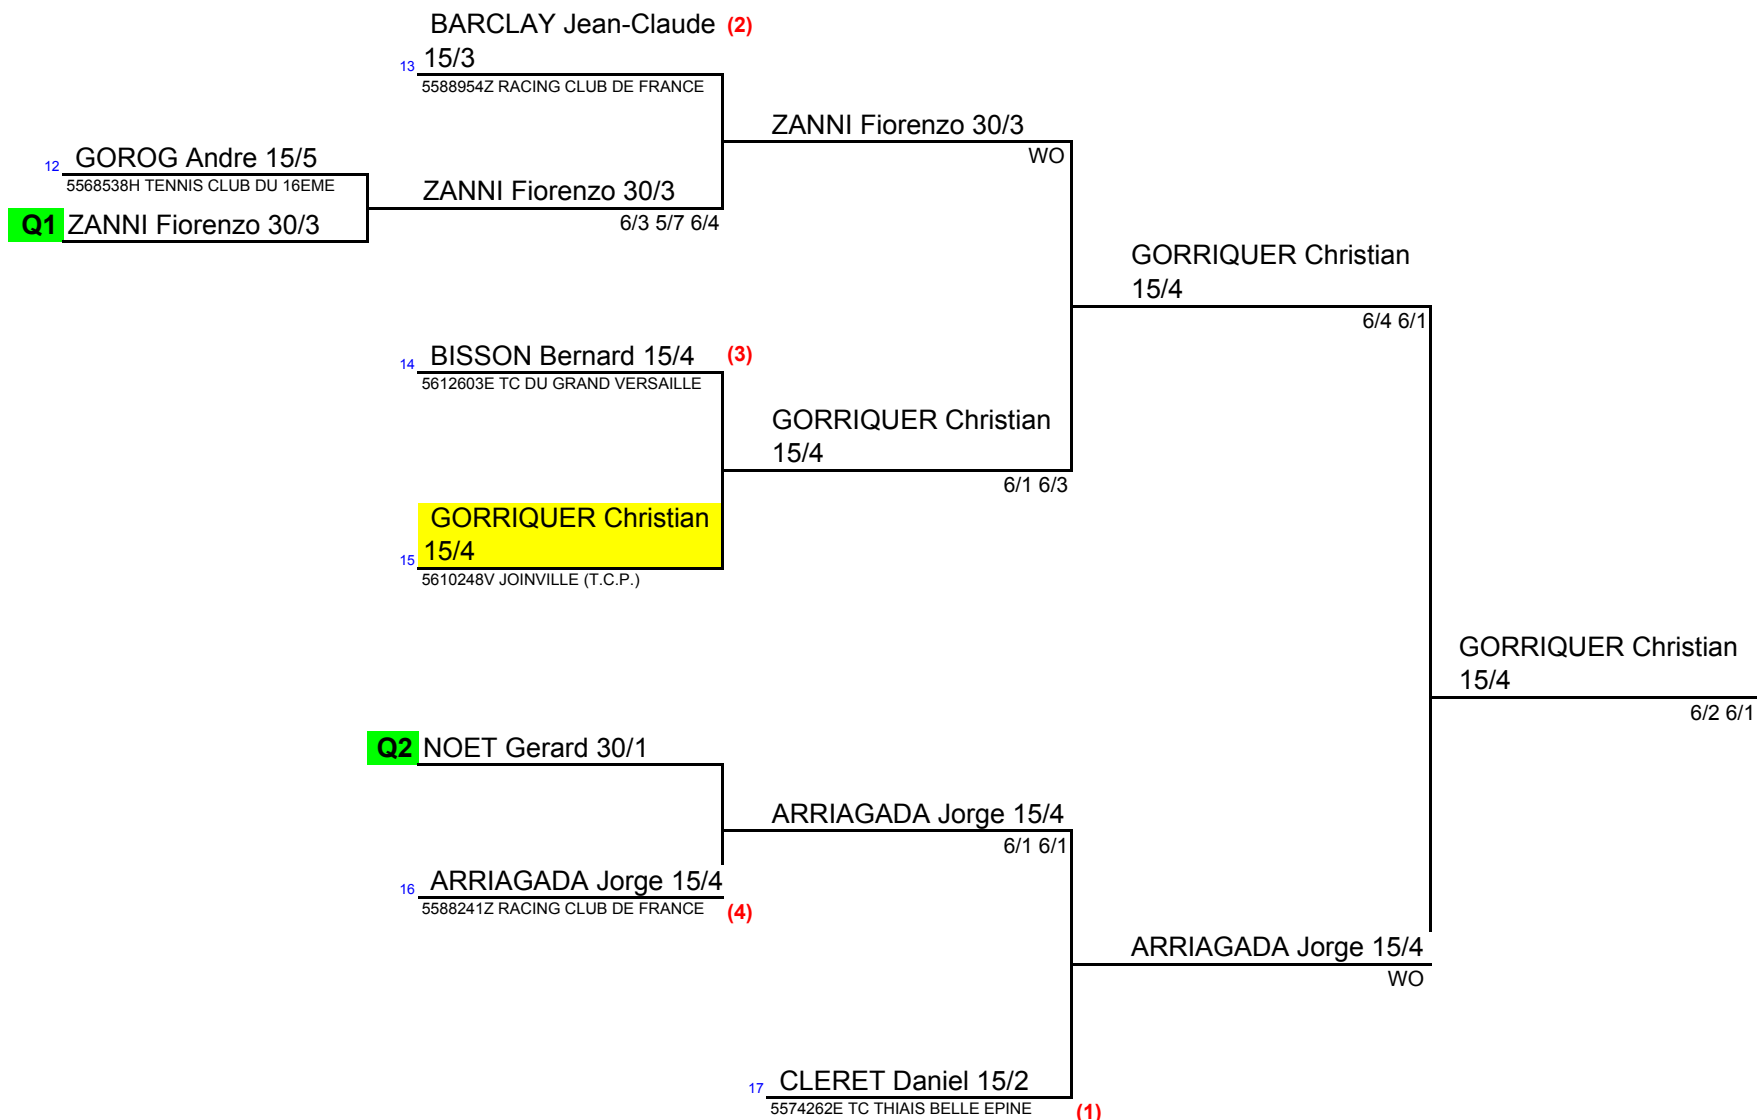 BARCLAY Jean-Claude (2)
13 15/3
5588954Z RACING CLUB DE FRANCE
ZANNI Fiorenzo 30/3
WO
12 GOROG Andre 15/5
5568538H TENNIS CLUB DU 16EME
ZANNI Fiorenzo 30/3
6/3 5/7 6/4
Q1 ZANNI Fiorenzo 30/3
GORRIQUER Christian
15/4
6/4 6/1
14 BISSON Bernard 15/4 (3)
5612603E TC DU GRAND VERSAILLE
GORRIQUER Christian
15/4
6/1 6/3
GORRIQUER Christian
15 15/4
5610248V JOINVILLE (T.C.P.)
GORRIQUER Christian
15/4
6/2 6/1
Q2 NOET Gerard 30/1
ARRIAGADA Jorge 15/4
6/1 6/1
16 ARRIAGADA Jorge 15/4
5588241Z RACING CLUB DE FRANCE (4)
ARRIAGADA Jorge 15/4
WO
17 CLERET Daniel 15/2
5574262E TC THIAIS BELLE EPINE (1)